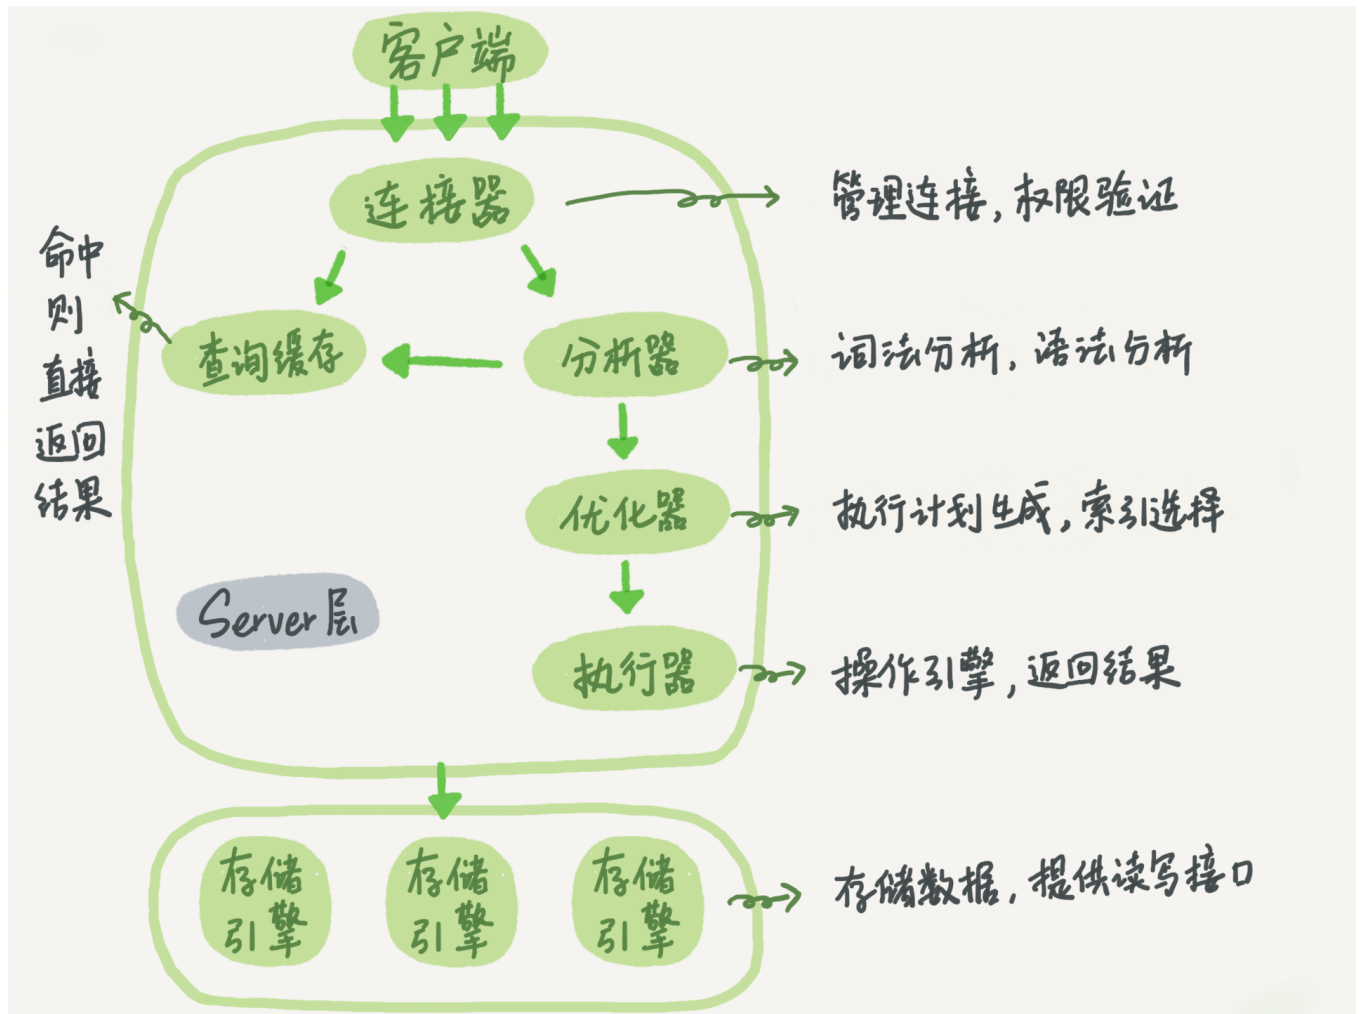 客户端
连接器
管理连接，权限验证
命中
则
直接
返回
结果
查询缓存
分析器
词法分析，语法分析
优化器
执行计划生成，索引选择
Server层
执行器
操作引擎，返回结果
存储
引擎
存储
引擎
存储
引擎
存储数据，提供读写接口